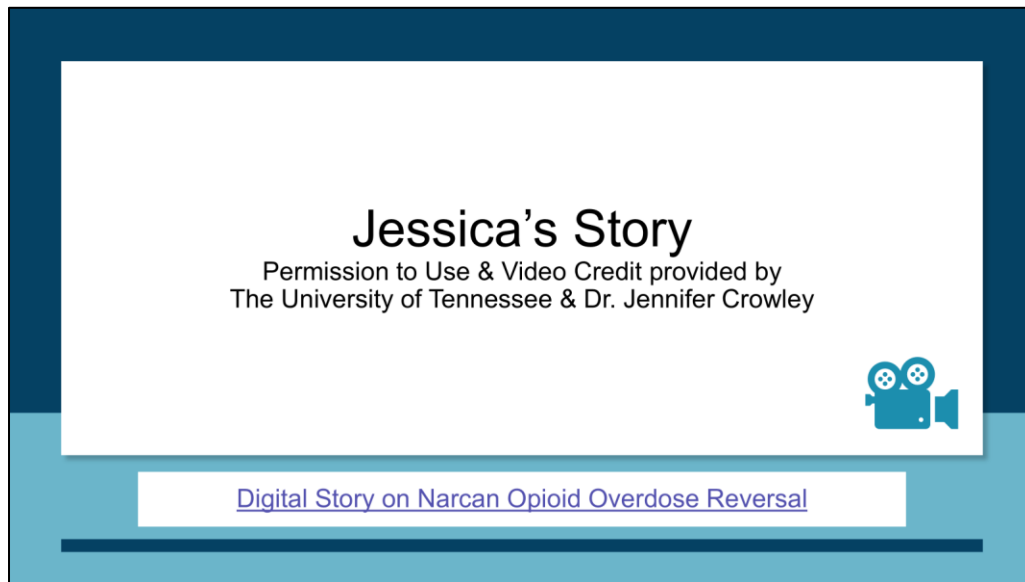 Jessica’s Story
Permission to Use & Video Credit provided by
The University of Tennessee & Dr. Jennifer Crowley
Digital Story on Narcan Opioid Overdose Reversal